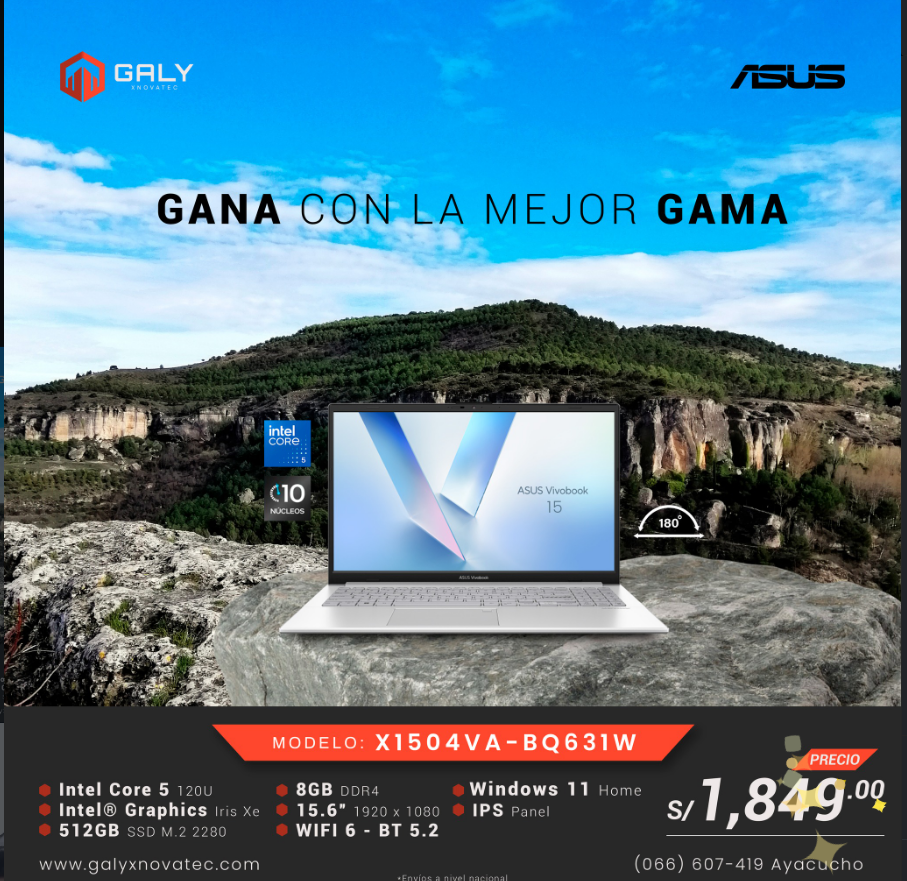 GALY
XNOVATEC
ASUS
GANA CON LA MEJOR GAMA
intel
CORE
5
10
NÚCLEOS
ASUS Vivobook
15
180°
ASUS Vivobook
MODELO: X1504VA-BQ631W
PRECIO
S/1,849.00
Intel Core 5 120U
Intel® Graphics Iris Xe
512GB SSD M.2 2280
8GB DDR4
15.6" 1920 x 1080
WIFI 6 - BT 5.2
Windows 11 Home
IPS Panel
www.galyxnovatec.com
(066) 607-419 Ayacucho
*Envíos a nivel nacional